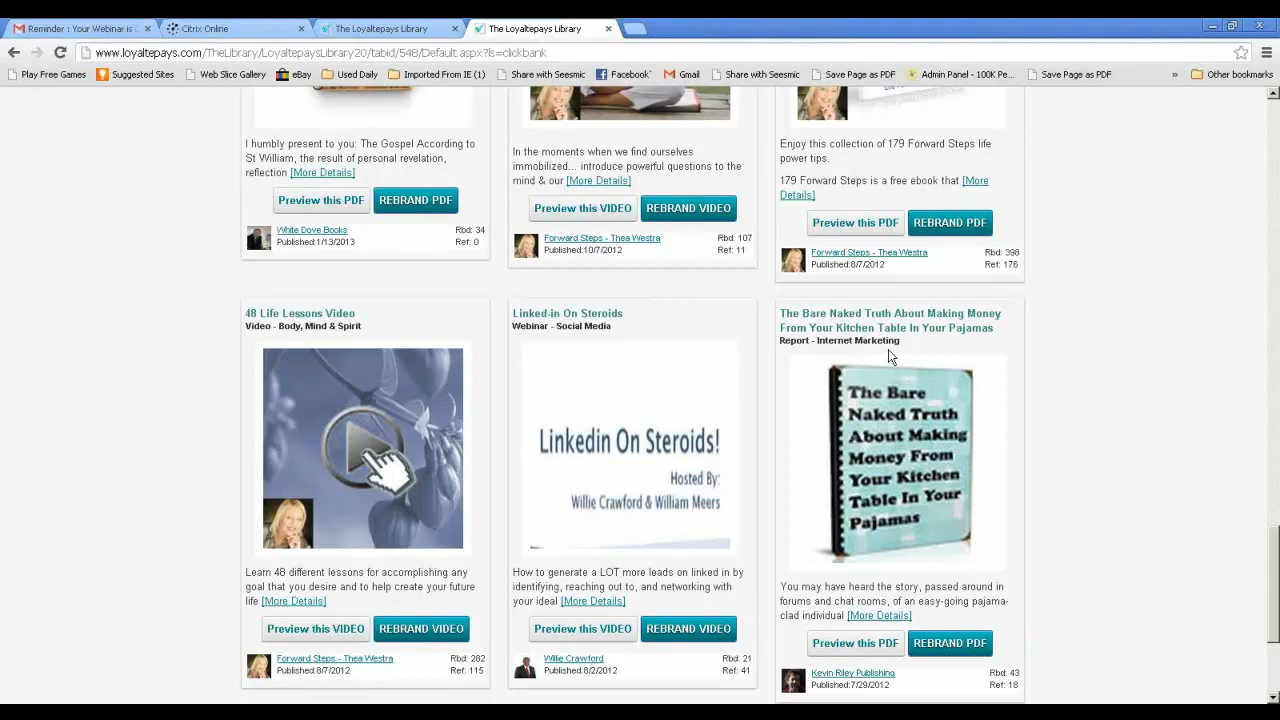 Reminder : Your Webinar is
Citrix Online
The Loyaltepays Library
The Loyaltepays Library
www.loyaltepays.com/TheLibrary/LoyaltepaysLibrary20/tabid/548/Default.aspx?ls=clickbank
Play Free Games
Suggested Sites
Web Slice Gallery
eBay
Used Daily
Imported From IE (1)
Share with Seesmic
Facebook
Gmail
Share with Seesmic
Save Page as PDF
Admin Panel - 100K Pe...
Save Page as PDF
»
Other bookmarks
I humbly present to you: The Gospel According to
St William, the result of personal revelation,
reflection [More Details]
Preview this PDF
REBRAND PDF
White Dove Books
Published:1/13/2013
Rbd: 34
Ref: 0
In the moments when we find ourselves
immobilized... introduce powerful questions to the
mind & our [More Details]
Preview this VIDEO
REBRAND VIDEO
Forward Steps - Thea Westra
Published:10/7/2012
Rbd: 107
Ref: 11
Enjoy this collection of 179 Forward Steps life
power tips.
179 Forward Steps is a free ebook that [More
Details]
Preview this PDF
REBRAND PDF
Forward Steps - Thea Westra
Published:8/7/2012
Rbd: 398
Ref: 176
48 Life Lessons Video
Video - Body, Mind & Spirit
Learn 48 different lessons for accomplishing any
goal that you desire and to help create your future
life [More Details]
Preview this VIDEO
REBRAND VIDEO
Forward Steps - Thea Westra
Published:8/7/2012
Rbd: 282
Ref: 115
Linked-in On Steroids
Webinar - Social Media
Linkedin On Steroids!
Hosted By:
Willie Crawford & William Meers
How to generate a LOT more leads on linked in by
identifying, reaching out to, and networking with
your ideal [More Details]
Preview this VIDEO
REBRAND VIDEO
Willie Crawford
Published:8/2/2012
Rbd: 21
Ref: 41
The Bare Naked Truth About Making Money
From Your Kitchen Table In Your Pajamas
Report - Internet Marketing
The Bare
Naked Truth
About Making
Money From
Your Kitchen
Table In Your
Pajamas
You may have heard the story, passed around in
forums and chat rooms, of an easy-going pajama-
clad individual [More Details]
Preview this PDF
REBRAND PDF
Kevin Riley Publishing
Published:7/29/2012
Rbd: 43
Ref: 18